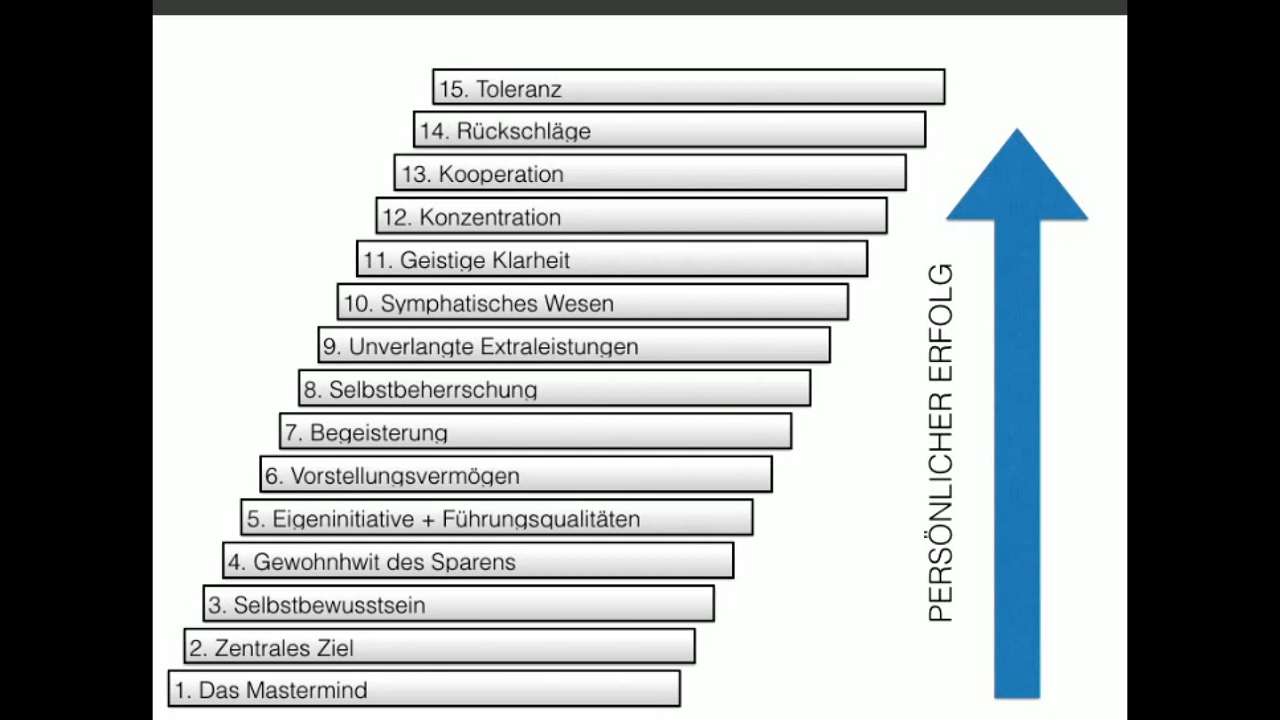 15. Toleranz
14. Rückschläge
13. Kooperation
12. Konzentration
11. Geistige Klarheit
10. Symphatisches Wesen
9. Unverlangte Extraleistungen
8. Selbstbeherrschung
7. Begeisterung
6. Vorstellungsvermögen
5. Eigeninitiative + Führungsqualitäten
4. Gewohnhwit des Sparens
3. Selbstbewusstsein
2. Zentrales Ziel
1. Das Mastermind
PERSÖNLICHER ERFOLG